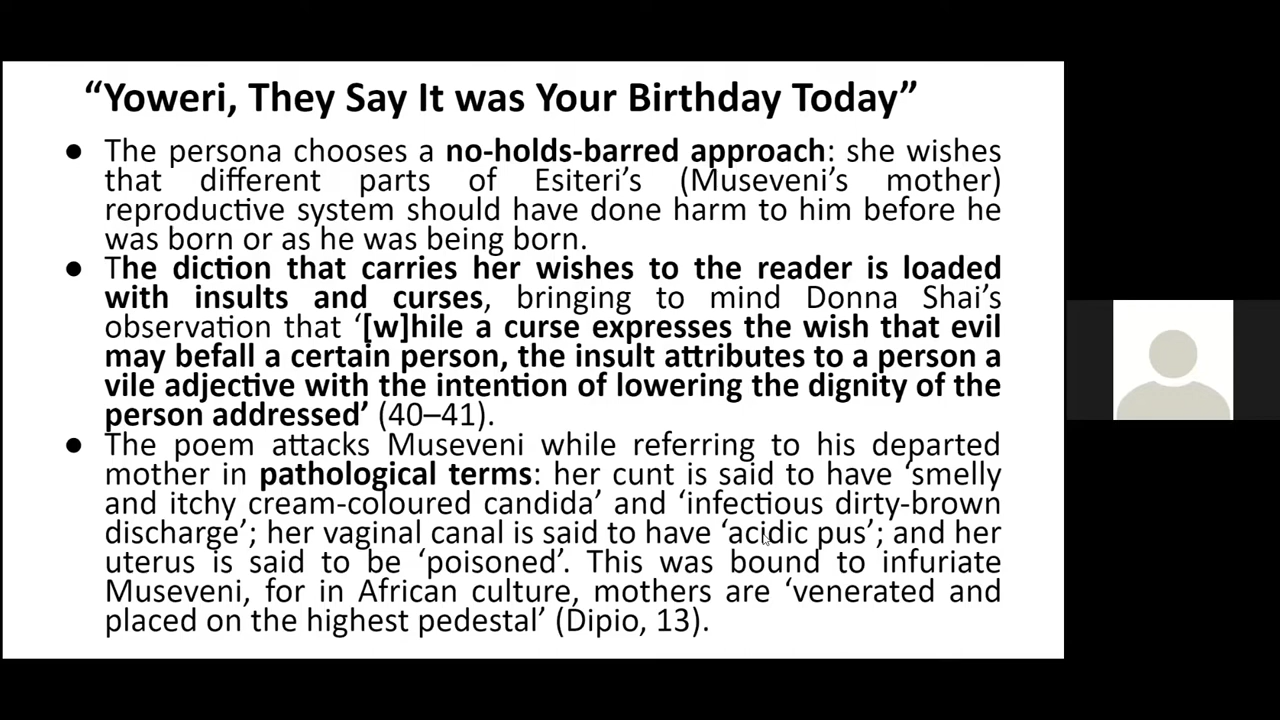 “Yoweri, They Say It was Your Birthday Today”
● The persona chooses a no-holds-barred approach: she wishes
that different parts of Esiteri’s (Museveni’s mother)
reproductive system should have done harm to him before he
was born or as he was being born.
● The diction that carries her wishes to the reader is loaded
with insults and curses, bringing to mind Donna Shai’s
observation that ‘[w]hile a curse expresses the wish that evil
may befall a certain person, the insult attributes to a person a
vile adjective with the intention of lowering the dignity of the
person addressed’ (40–41).
● The poem attacks Museveni while referring to his departed
mother in pathological terms: her cunt is said to have ‘smelly
and itchy cream-coloured candida’ and ‘infectious dirty-brown
discharge’; her vaginal canal is said to have ‘acidic pus’; and her
uterus is said to be ‘poisoned’. This was bound to infuriate
Museveni, for in African culture, mothers are ‘venerated and
placed on the highest pedestal’ (Dipio, 13).